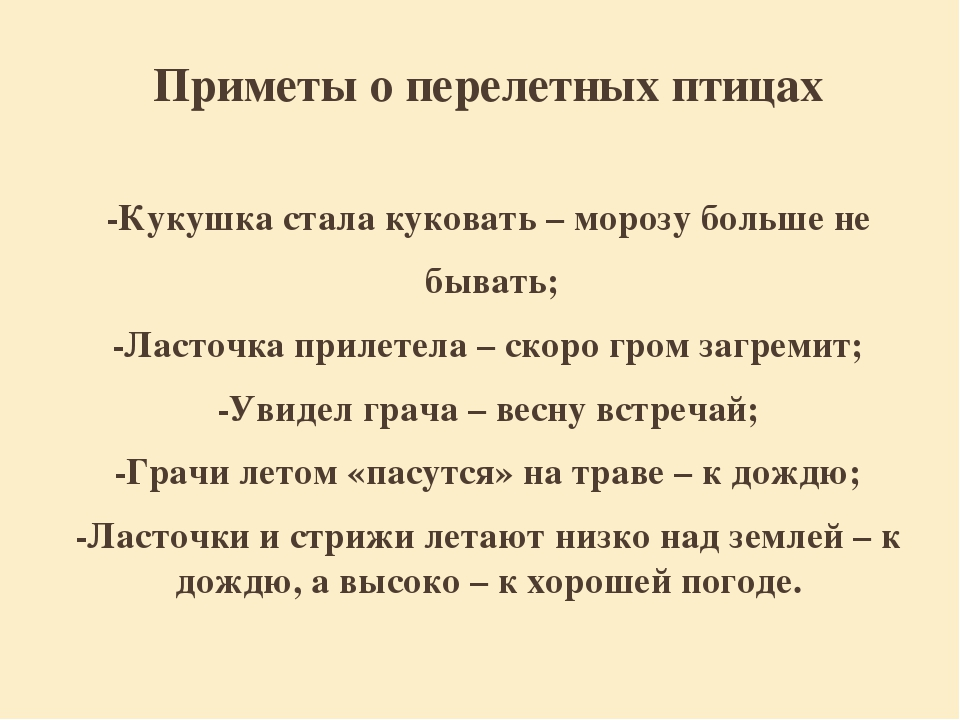 Приметы о перелетных птицах
-Кукушка стала куковать – морозу больше не
бывать;
-Ласточка прилетела – скоро гром загремит;
-Увидел грача – весну встречай;
-Грачи летом «пасутся» на траве – к дождю;
-Ласточки и стрижи летают низко над землей – к
дождю, а высоко – к хорошей погоде.